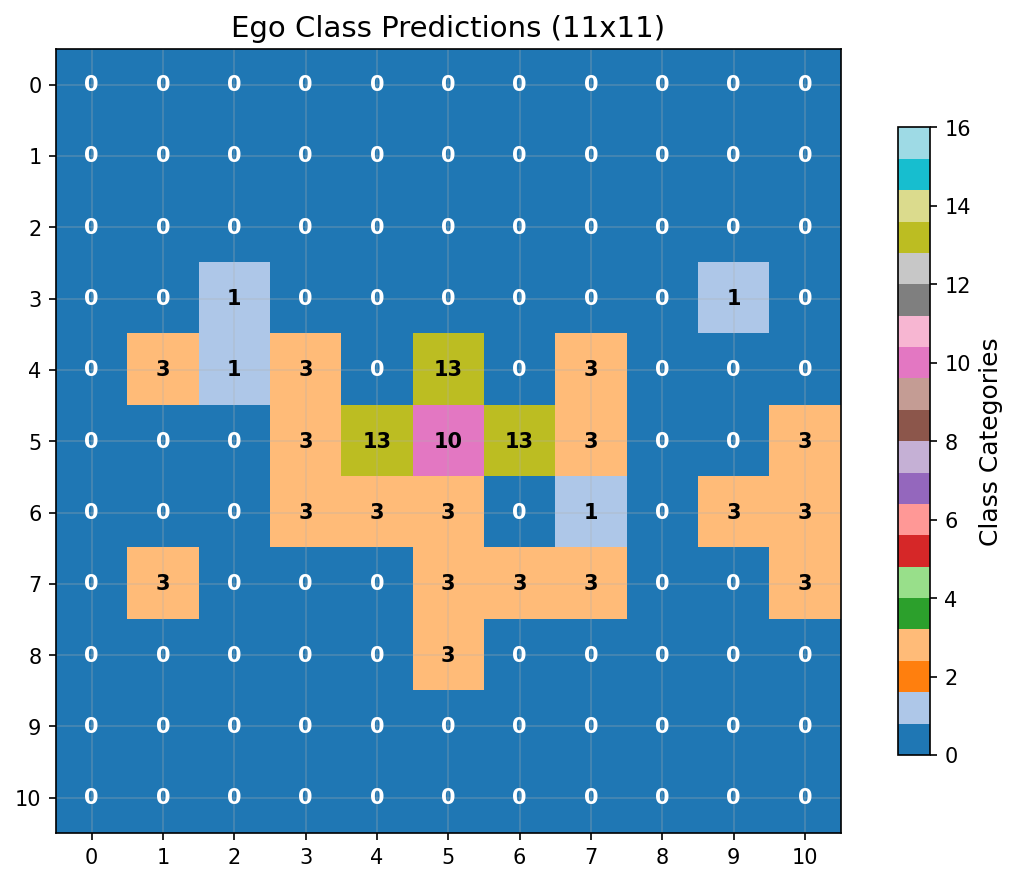 Ego Class Predictions (11x11)
0 0 0 0 0 0 0 0 0 0 0 0
1 0 0 0 0 0 0 0 0 0 0 0
2 0 0 0 0 0 0 0 0 0 0 0
3 0 0 1 0 0 0 0 0 0 1 0
4 0 3 1 3 0 13 0 3 0 0 0
5 0 0 0 3 13 10 13 3 0 0 3
6 0 0 0 3 3 3 0 1 0 3 3
7 0 3 0 0 0 3 3 3 0 0 3
8 0 0 0 0 0 3 0 0 0 0 0
9 0 0 0 0 0 0 0 0 0 0 0
10 0 0 0 0 0 0 0 0 0 0 0
0 1 2 3 4 5 6 7 8 9 10
16
14
12
10
8
6
4
2
0
Class Categories